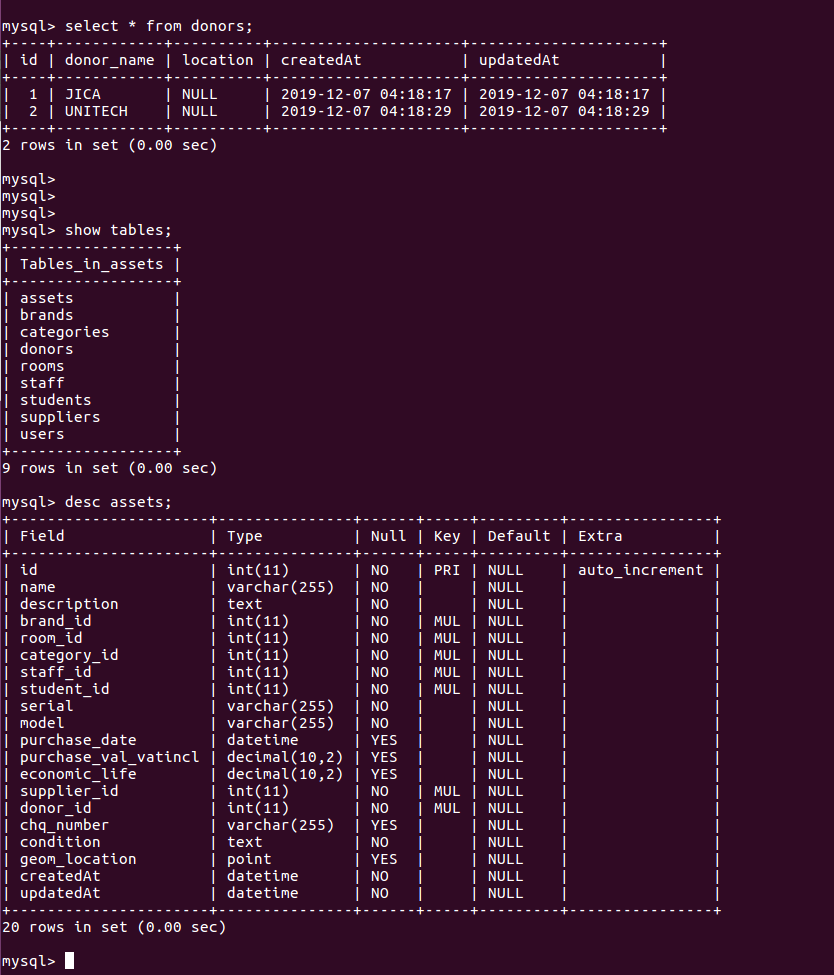 mysql> select * from donors;
+----+------------+----------+---------------------+---------------------+
| id | donor_name | location | createdAt           | updatedAt           |
+----+------------+----------+---------------------+---------------------+
|  1 | JICA       | NULL     | 2019-12-07 04:18:17 | 2019-12-07 04:18:17 |
|  2 | UNITECH    | NULL     | 2019-12-07 04:18:29 | 2019-12-07 04:18:29 |
+----+------------+----------+---------------------+---------------------+
2 rows in set (0.00 sec)
mysql>
mysql>
mysql>
mysql> show tables;
+------------------+
| Tables_in_assets |
+------------------+
| assets           |
| brands           |
| categories       |
| donors           |
| rooms            |
| staff            |
| students         |
| suppliers        |
| users            |
+------------------+
9 rows in set (0.00 sec)
mysql> desc assets;
+----------------------+---------------+------+-----+---------+----------------+
| Field                | Type          | Null | Key | Default | Extra          |
+----------------------+---------------+------+-----+---------+----------------+
| id                   | int(11)       | NO   | PRI | NULL    | auto_increment |
| name                 | varchar(255)  | NO   |     | NULL    |                |
| description          | text          | NO   |     | NULL    |                |
| brand_id             | int(11)       | NO   | MUL | NULL    |                |
| room_id              | int(11)       | NO   | MUL | NULL    |                |
| category_id          | int(11)       | NO   | MUL | NULL    |                |
| staff_id             | int(11)       | NO   | MUL | NULL    |                |
| student_id           | int(11)       | NO   | MUL | NULL    |                |
| serial               | varchar(255)  | NO   |     | NULL    |                |
| model                | varchar(255)  | NO   |     | NULL    |                |
| purchase_date        | datetime      | YES  |     | NULL    |                |
| purchase_val_vatincl | decimal(10,2) | YES  |     | NULL    |                |
| economic_life        | decimal(10,2) | YES  |     | NULL    |                |
| supplier_id          | int(11)       | NO   | MUL | NULL    |                |
| donor_id             | int(11)       | NO   | MUL | NULL    |                |
| chq_number           | varchar(255)  | YES  |     | NULL    |                |
| condition            | text          | NO   |     | NULL    |                |
| geom_location        | point         | YES  |     | NULL    |                |
| createdAt            | datetime      | NO   |     | NULL    |                |
| updatedAt            | datetime      | NO   |     | NULL    |                |
+----------------------+---------------+------+-----+---------+----------------+
20 rows in set (0.00 sec)
mysql>